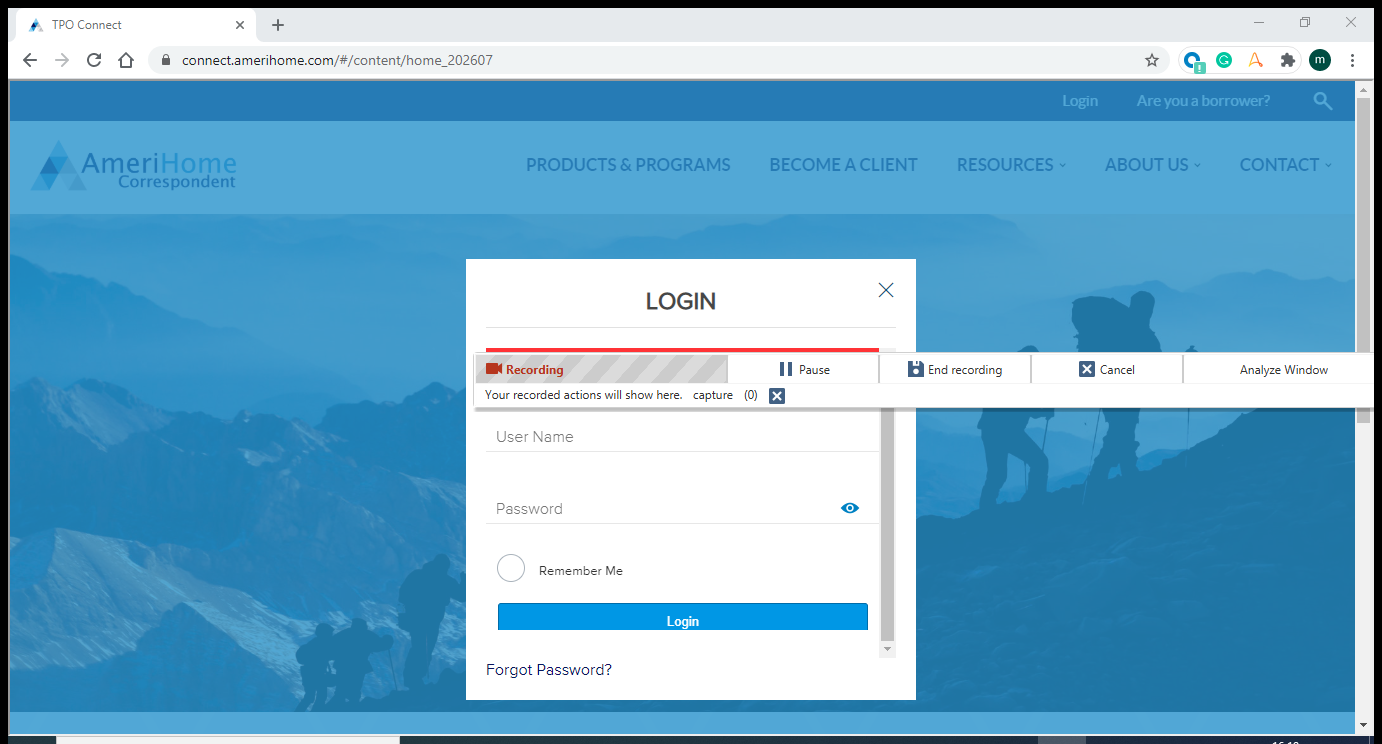 TPO Connect
connect.amerihome.com/#/content/home_202607
m
Login Are you a borrower?
AmeriHome
Correspondent
PRODUCTS & PROGRAMS BECOME A CLIENT RESOURCES ABOUT US CONTACT
LOGIN
Recording Pause End recording Cancel Analyze Window
Your recorded actions will show here. capture (0)
User Name
Password
Remember Me
Login
Forgot Password?